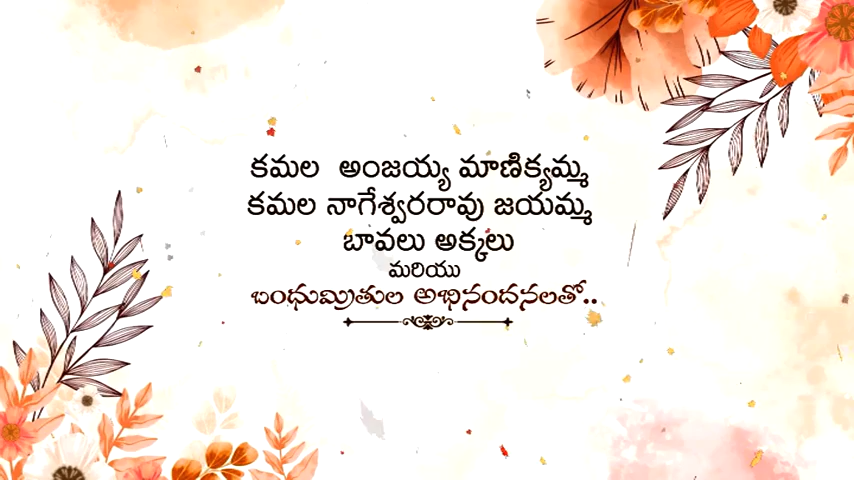 కమల  అంజయ్య మాణిక్యమ్మ
కమల నాగేశ్వరరావు జయమ్మ
బావలు అక్కలు
మరియు
బంధుమ్రితుల అభినందనలతో..